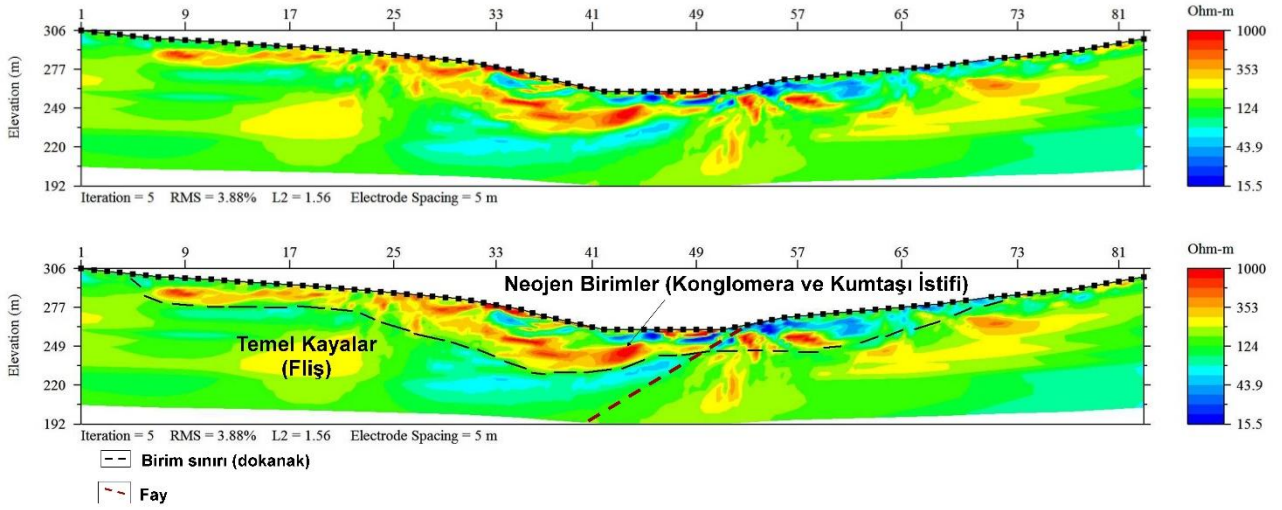 1 9 17 25 33 41 49 57 65 73 81
Ohm-m
306
277
249
220
192
Elevation (m)
1000
353
124
43.9
15.5
Iteration = 5 RMS = 3.88% L2 = 1.56 Electrode Spacing = 5 m
1 9 17 25 33 41 49 57 65 73 81
Ohm-m
306
277
249
220
192
Elevation (m)
Neojen Birimler (Konglomera ve Kumtaşı İstifi)
Temel Kayalar
(Fliş)
1000
353
124
43.9
15.5
Iteration = 5 RMS = 3.88% L2 = 1.56 Electrode Spacing = 5 m
Birim sınırı (dokanak)
Fay